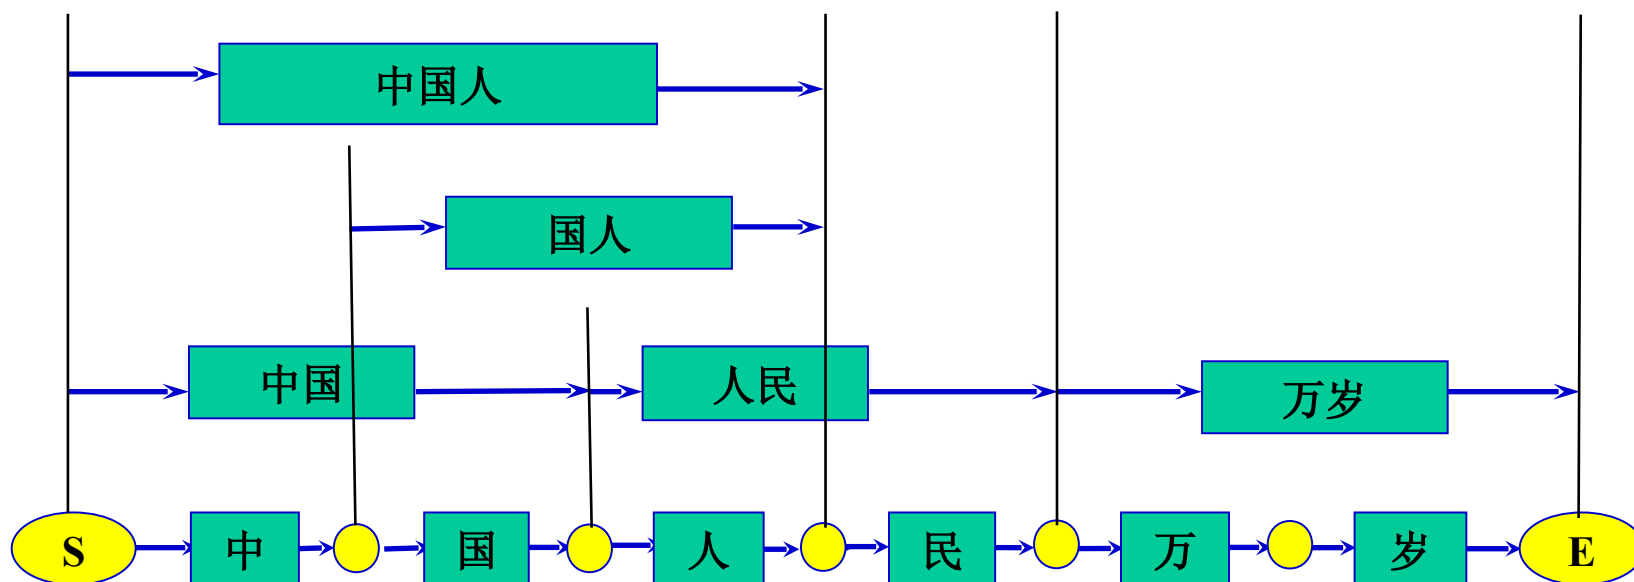 中国人
国人
中国 人民 万岁
S 中 国 人 民 万 岁 E